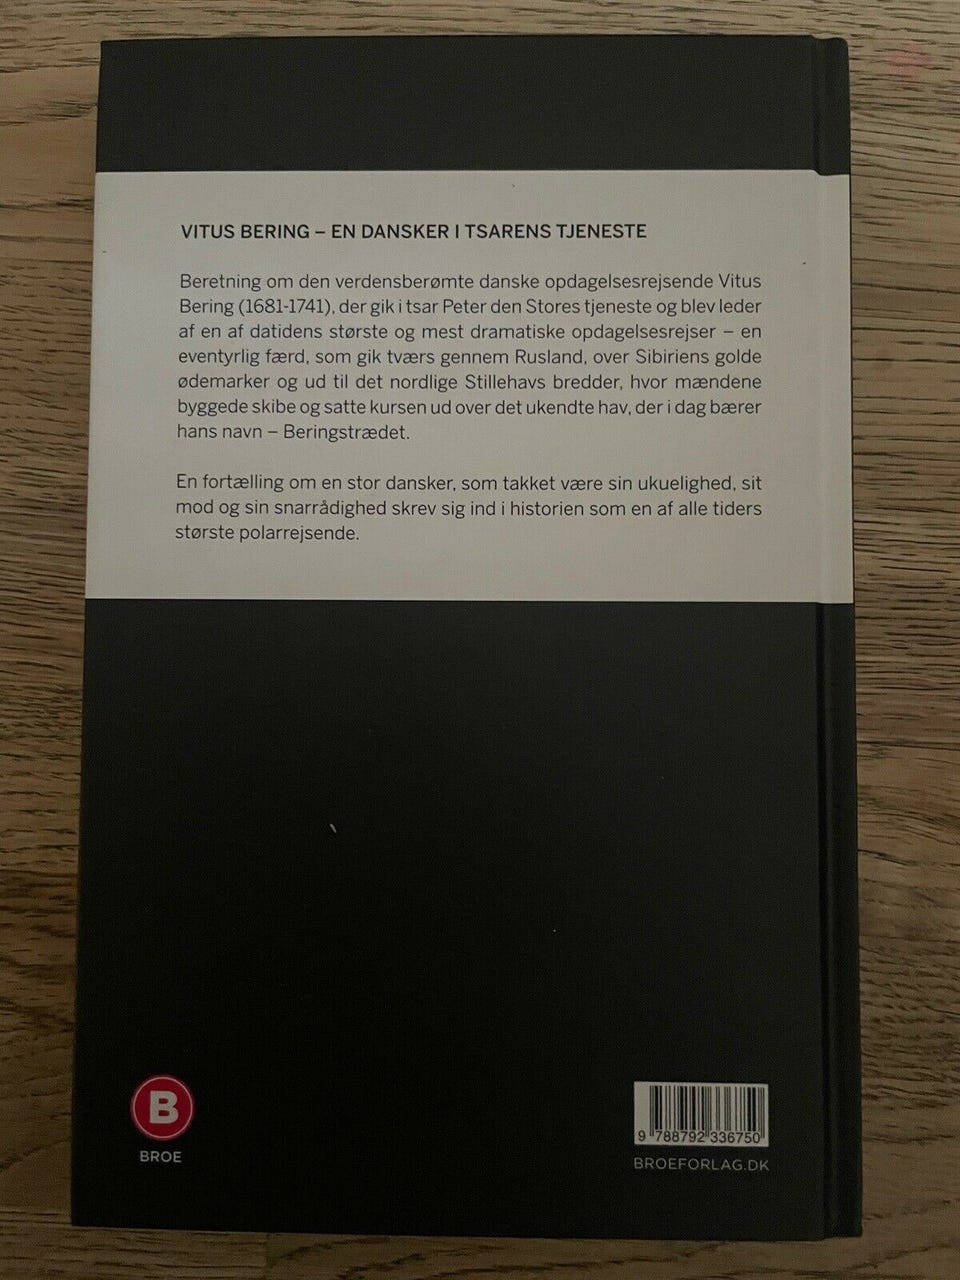 VITUS BERING – EN DANSKER I TSARENS TJENESTE
Beretning om den verdensberømte danske opdagelsesrejsende Vitus
Bering (1681-1741), der gik i tsar Peter den Stores tjeneste og blev leder
af en af datidens største og mest dramatiske opdagelsesrejser – en
eventyrlig færd, som gik tværs gennem Rusland, over Sibiriens golde
ødemarker og ud til det nordlige Stillehavs bredder, hvor mændene
byggede skibe og satte kursen ud over det ukendte hav, der i dag bærer
hans navn – Beringstrædet.
En fortælling om en stor dansker, som takket være sin ukuelighed, sit
mod og sin snarrådighed skrev sig ind i historien som en af alle tiders
største polarrejsende.
B
BROE
9 788792 336750
BROEFORLAG.DK